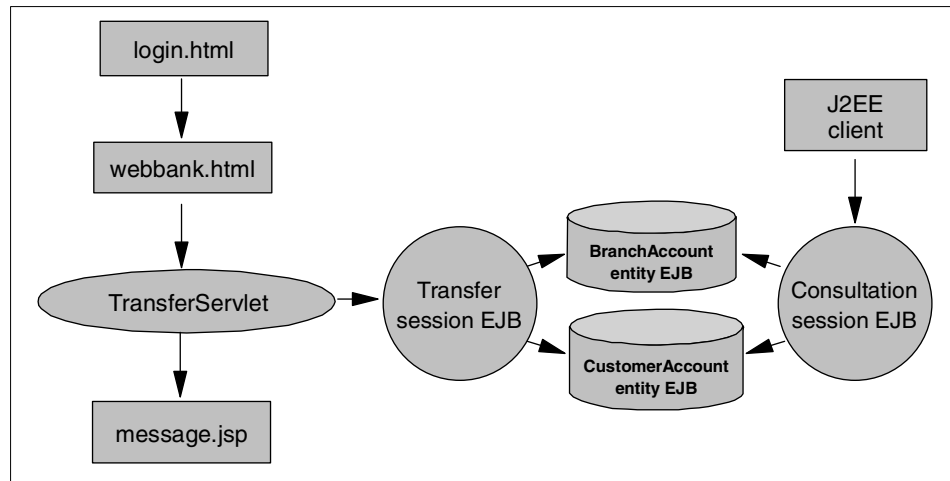 login.html
webbank.html
TransferServlet
message.jsp
Transfer
session EJB
BranchAccount
entity EJB
CustomerAccount
entity EJB
J2EE
client
Consultation
session EJB